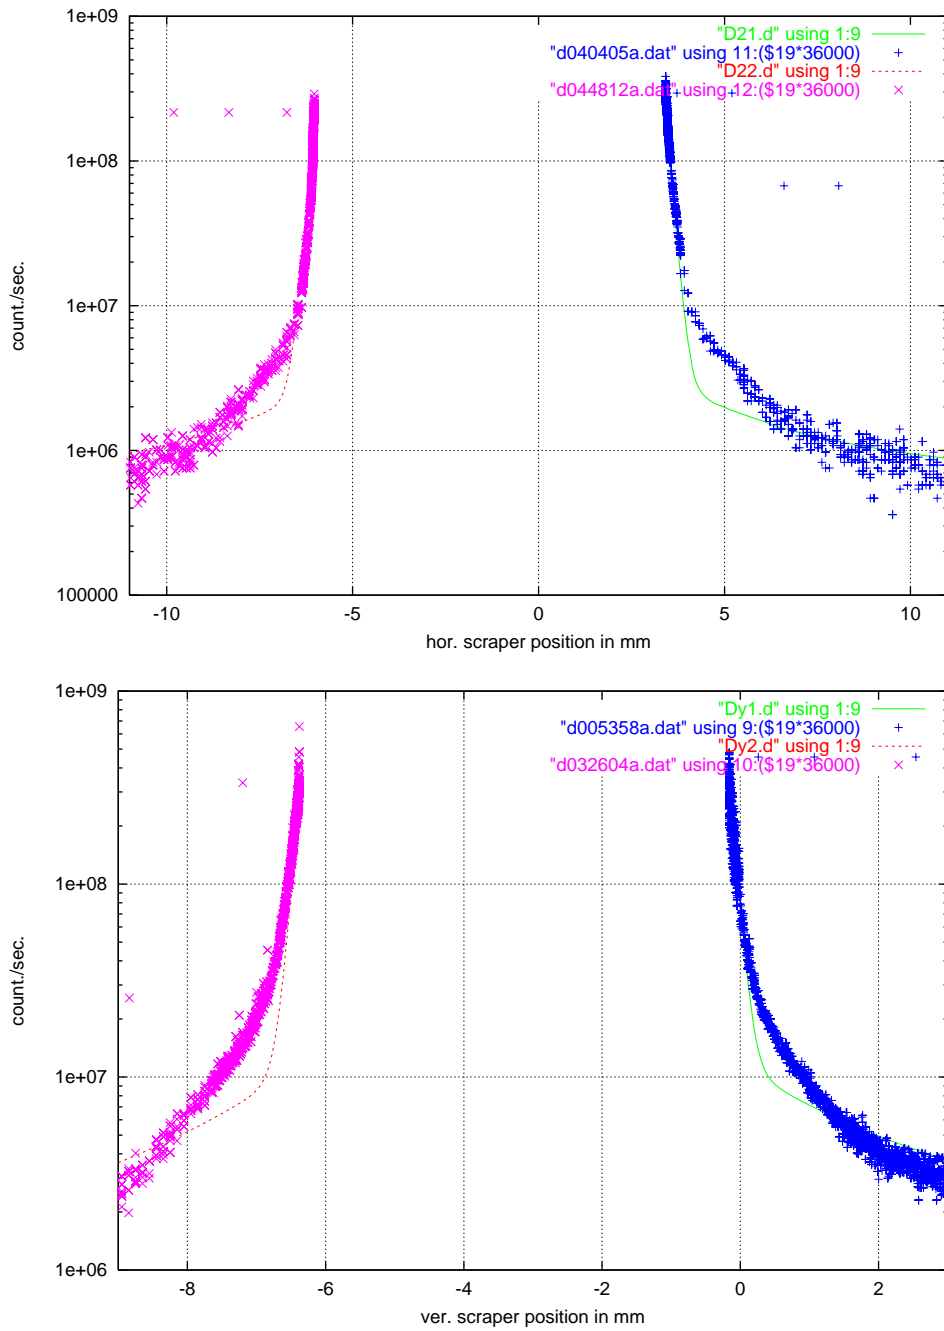 1e+09
1e+08
1e+07
1e+06
100000
count./sec.
"D21.d" using 1:9
"d040405a.dat" using 11:($19*36000)
"D22.d" using 1:9
"d044812a.dat" using 12:($19*36000)
-10 -5 0 5 10
hor. scraper position in mm
1e+09
1e+08
1e+07
1e+06
count./sec.
"Dy1.d" using 1:9
"d005358a.dat" using 9:($19*36000)
"Dy2.d" using 1:9
"d032604a.dat" using 10:($19*36000)
-8 -6 -4 -2 0 2
ver. scraper position in mm